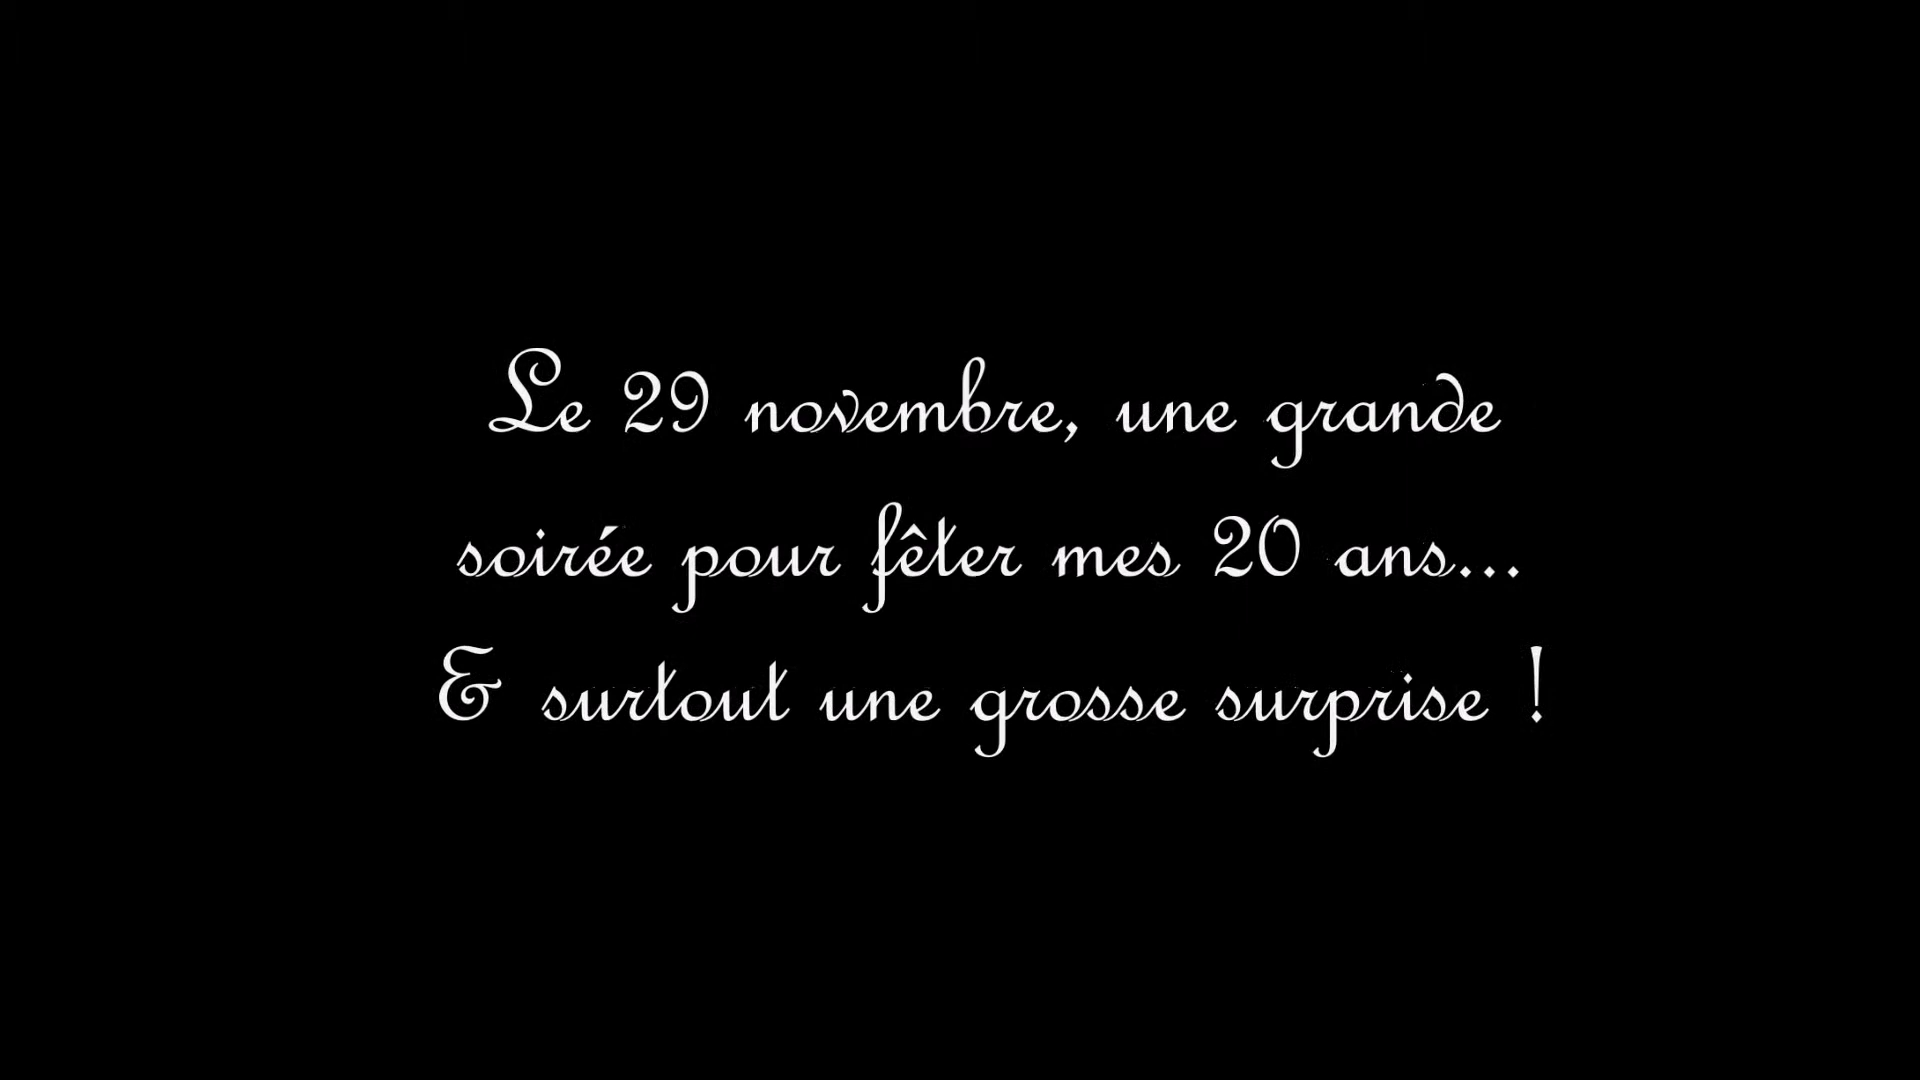 Le 29 novembre, une grande
soirée pour fêter mes 20 ans...
& surtout une grosse surprise !